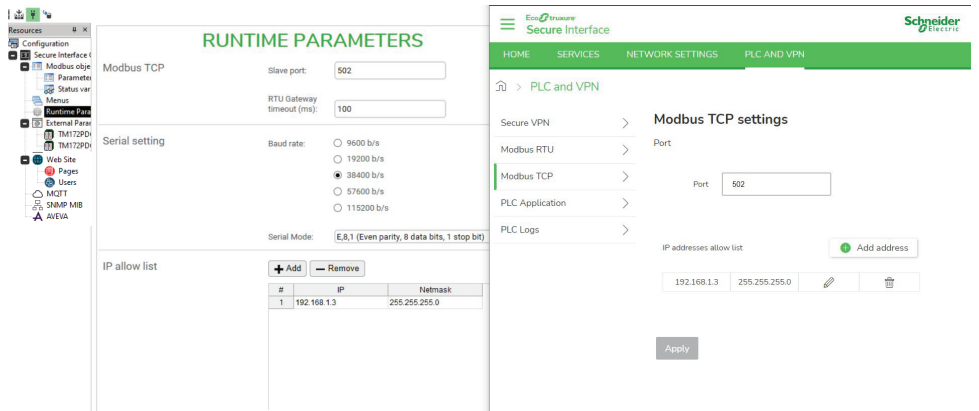 Resources
Configuration
Secure Interface
Modbus obje
Paramete
Status var
Menus
Runtime Para
External Para
TM172PD
TM172PD
Web Site
Pages
Users
MQTT
SNMP MIB
AVEVA
RUNTIME PARAMETERS
Modbus TCP
Slave port:
502
RTU Gateway
timeout (ms):
100
Serial setting
Baud rate:
9600 b/s
19200 b/s
38400 b/s
57600 b/s
115200 b/s
Serial Mode:
E,8,1 (Even parity, 8 data bits, 1 stop bit)
IP allow list
Add
Remove
# IP Netmask
1 192.168.1.3 255.255.255.0
EcoStruxure
Secure Interface
Schneider
Electric
HOME SERVICES NETWORK SETTINGS PLC AND VPN
> PLC and VPN
Secure VPN
Modbus RTU
Modbus TCP
PLC Application
PLC Logs
Modbus TCP settings
Port
Port 502
IP addresses allow list
Add address
192.168.1.3 255.255.255.0
Apply